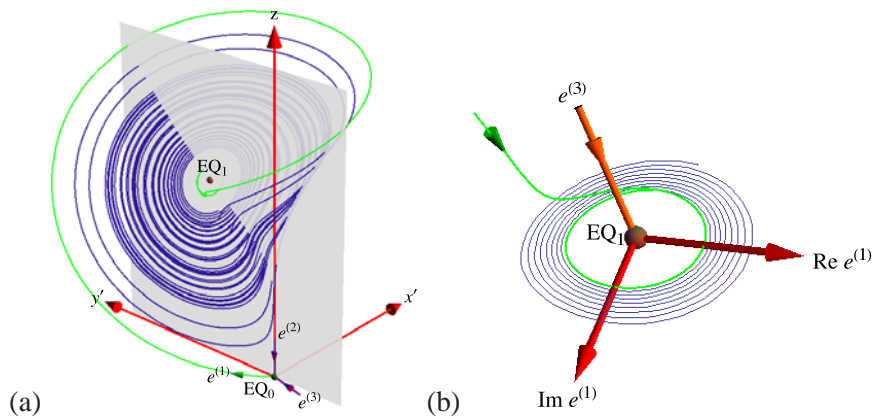 z
EQ₁
y′
x′
e⁽²⁾
e⁽¹⁾
EQ₀
e⁽³⁾
(a)
e⁽³⁾
EQ₁
Re e⁽¹⁾
Im e⁽¹⁾
(b)